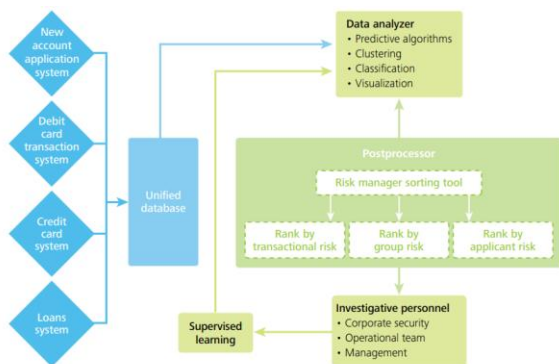 New
account
application
system
Debit
card
transaction
system
Credit
card
system
Loans
system
Unified
database
Data analyzer
• Predictive algorithms
• Clustering
• Classification
• Visualization
Postprocessor
Risk manager sorting tool
Rank by
transactional risk
Rank by
group risk
Rank by
applicant risk
Investigative personnel
• Corporate security
• Operational team
• Management
Supervised
learning